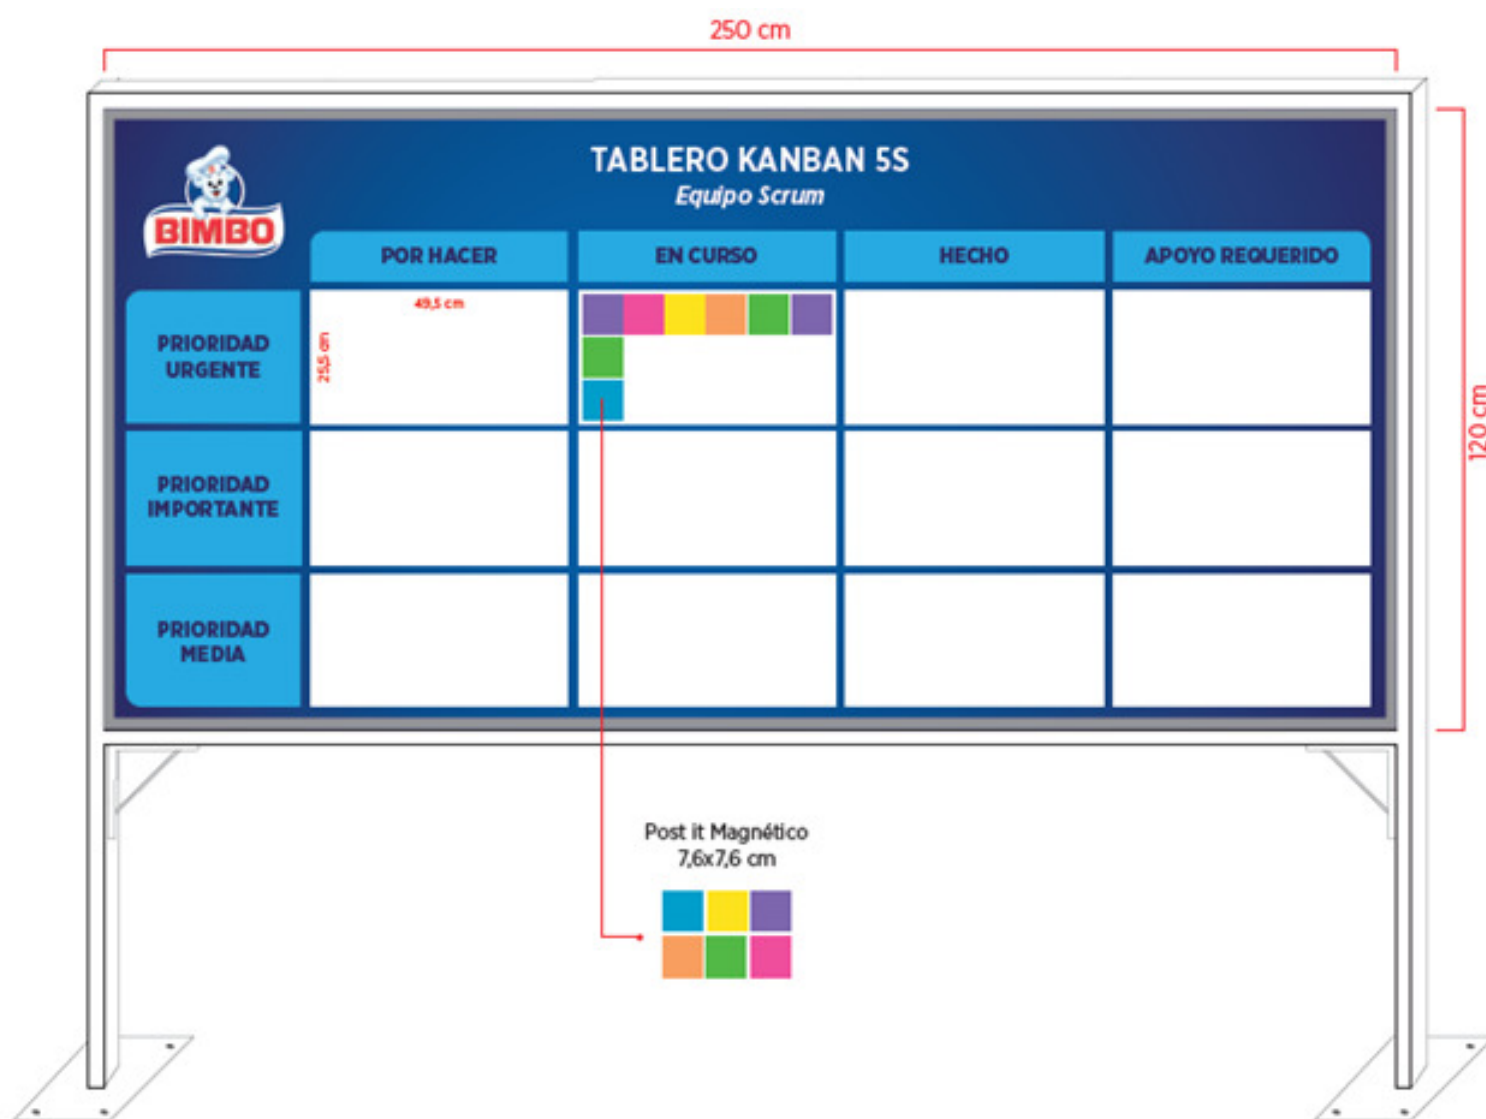 250 cm
TABLERO KANBAN 5S
Equipo Scrum
BIMBO
POR HACER
EN CURSO
HECHO
APOYO REQUERIDO
49,5 cm
25,5 cm
PRIORIDAD
URGENTE
120 cm
PRIORIDAD
IMPORTANTE
PRIORIDAD
MEDIA
Post it Magnético
7,6x7,6 cm